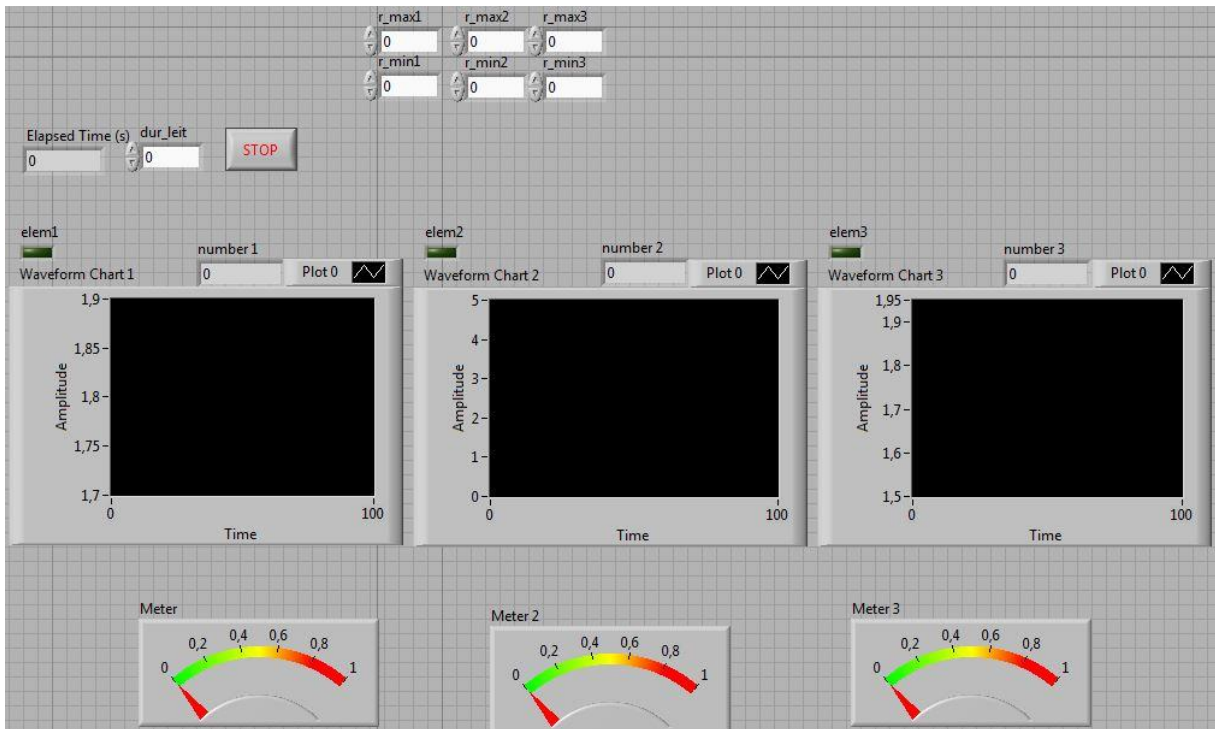 r_max1 r_max2 r_max3
0 0 0
r_min1 r_min2 r_min3
0 0 0
Elapsed Time (s) dur_leit
0 0 STOP
elem1 elem2 elem3
number 1 number 2 number 3
Waveform Chart 1 0 Plot 0 Waveform Chart 2 0 Plot 0 Waveform Chart 3 0 Plot 0
Amplitude
1,9
1,85
1,8
1,75
1,7
0 100
Time
Amplitude
5
4
3
2
1
0
0 100
Time
Amplitude
1,95
1,9
1,8
1,7
1,6
1,5
0 100
Time
Meter
0 0,2 0,4 0,6 0,8 1
Meter 2
0 0,2 0,4 0,6 0,8 1
Meter 3
0 0,2 0,4 0,6 0,8 1